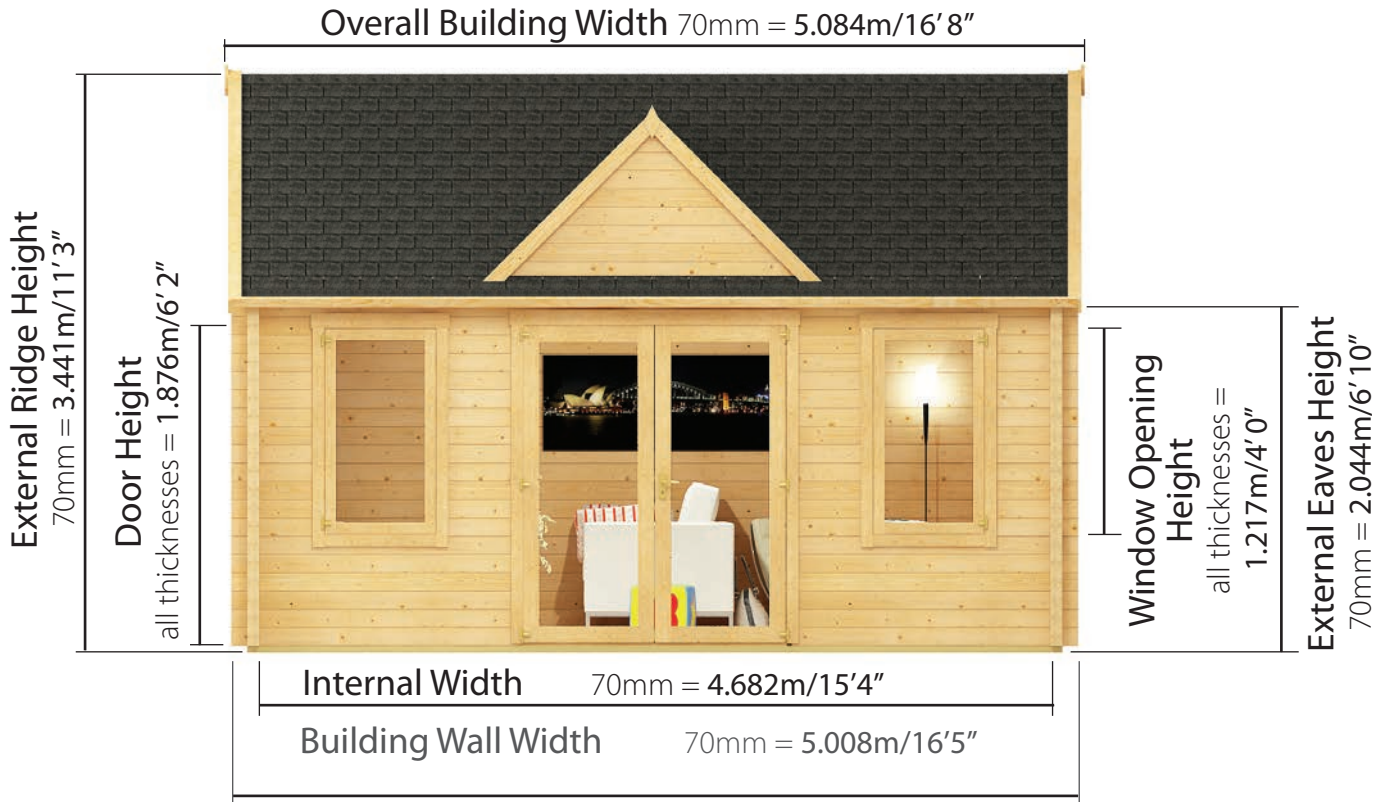 Overall Building Width 70mm = 5.084m/16’ 8”
External Ridge Height
70mm = 3.441m/11’ 3”
Door Height
all thicknesses = 1.876m/6’ 2”
Window Opening
Height
all thicknesses =
1.217m/4’ 0”
External Eaves Height
70mm = 2.044m/6’ 10”
Internal Width 70mm = 4.682m/15’4”
Building Wall Width 70mm = 5.008m/16’5”